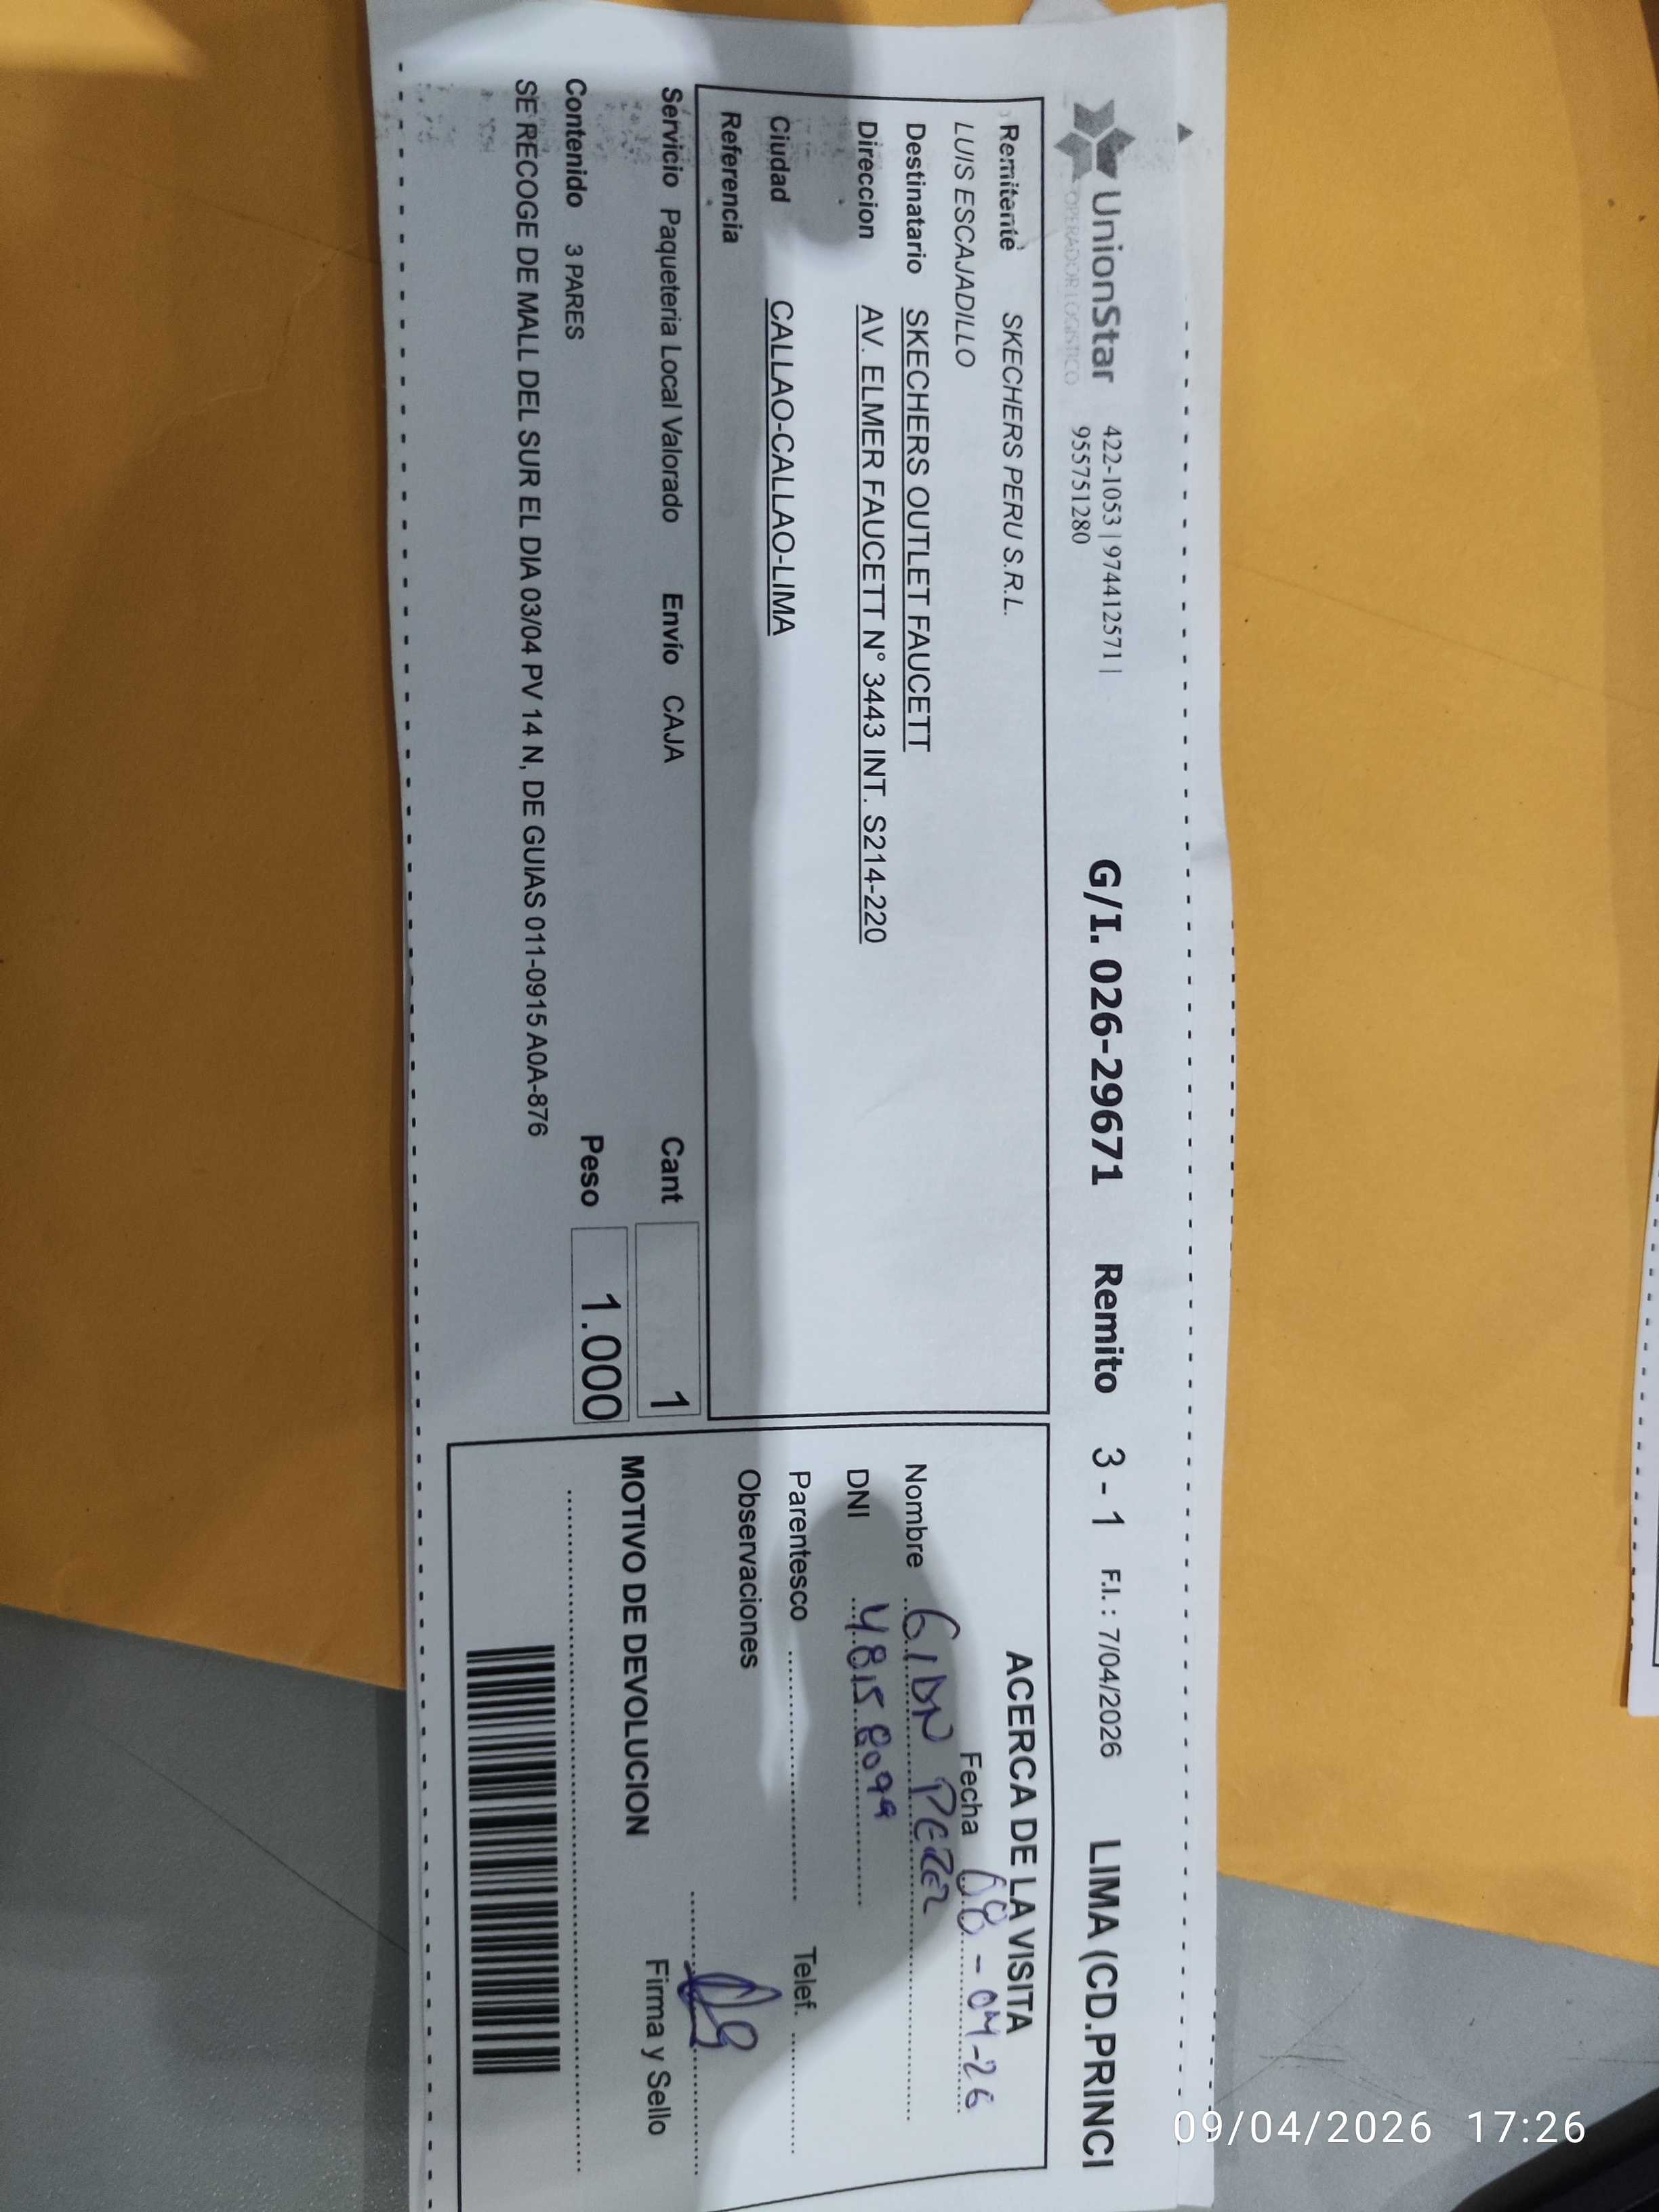 UnionStar
OPERADOR LOGISTICO
422-1053 | 974412571 |
955751280
G/I. 026-29671 Remito 3 - 1 F.I. : 7/04/2026 LIMA (CD.PRINCI
Remitente SKECHERS PERU S.R.L.
LUIS ESCAJADILLO
Destinatario SKECHERS OUTLET FAUCETT
Direccion AV. ELMER FAUCETT N° 3443 INT. S214-220
Ciudad CALLAO-CALLAO-LIMA
Referencia
Servicio Paqueteria Local Valorado Envío CAJA Cant 1
Contenido 3 PARES Peso 1.000
SE RECOGE DE MALL DEL SUR EL DIA 03/04 PV 14 N, DE GUIAS 011-0915 A0A-876
ACERCA DE LA VISITA
Fecha 08-04-26
Nombre
DNI 48158099
Parentesco Telef.
Observaciones
Firma y Sello
MOTIVO DE DEVOLUCION
09/04/2026 17:26